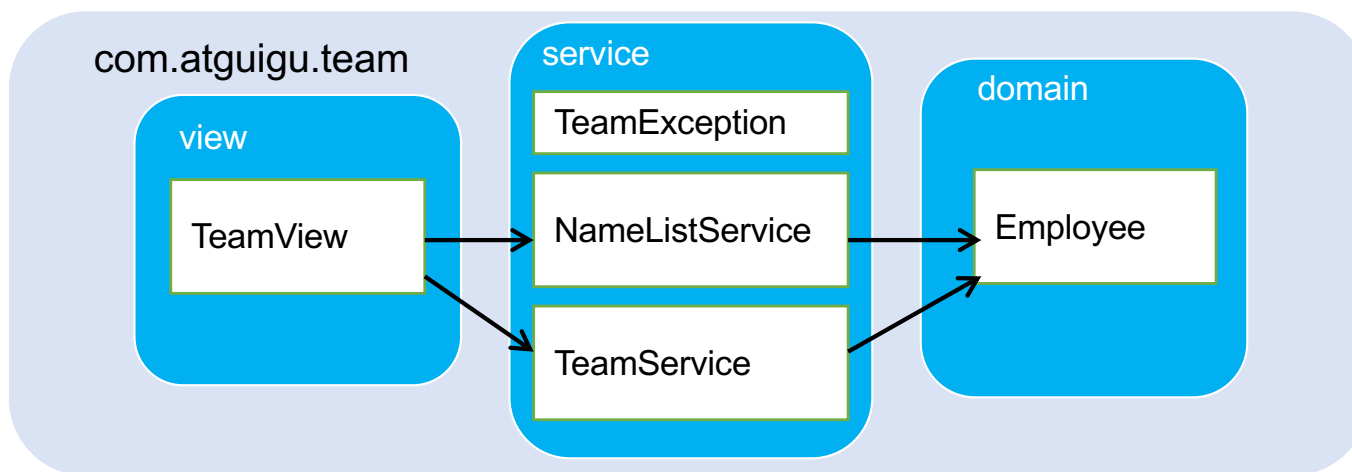 com.atguigu.team
view
TeamView
service
TeamException
NameListService
TeamService
domain
Employee